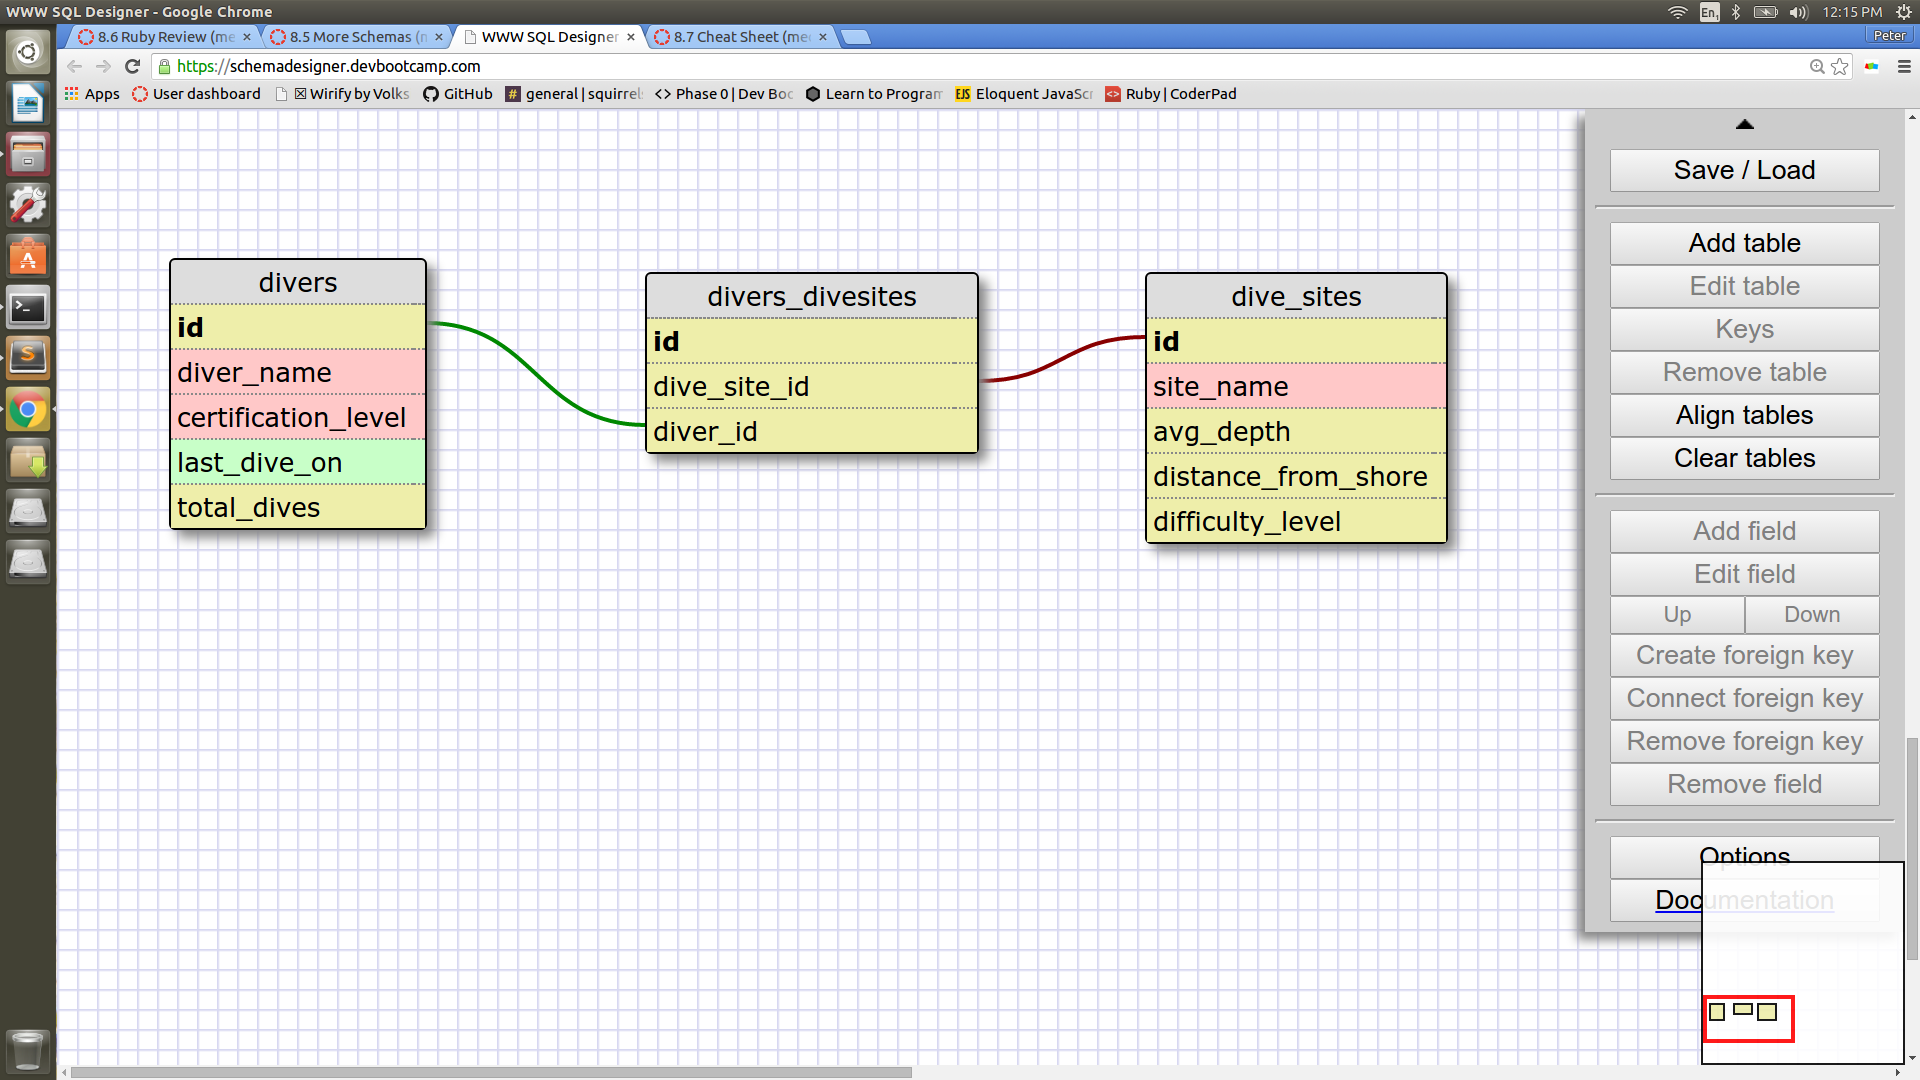 WWW SQL Designer - Google Chrome
En1
12:15 PM
8.6 Ruby Review (me
8.5 More Schemas (m
WWW SQL Designer
8.7 Cheat Sheet (mee
Peter
https://schemadesigner.devbootcamp.com
Apps
User dashboard
Wirify by Volks
GitHub
# general | squirrel
<> Phase 0 | Dev Boo
Learn to Program
EJS Eloquent JavaScr
<> Ruby | CoderPad
divers
id
diver_name
certification_level
last_dive_on
total_dives
divers_divesites
id
dive_site_id
diver_id
dive_sites
id
site_name
avg_depth
distance_from_shore
difficulty_level
Save / Load
Add table
Edit table
Keys
Remove table
Align tables
Clear tables
Add field
Edit field
Up
Down
Create foreign key
Connect foreign key
Remove foreign key
Remove field
Options
Documentation